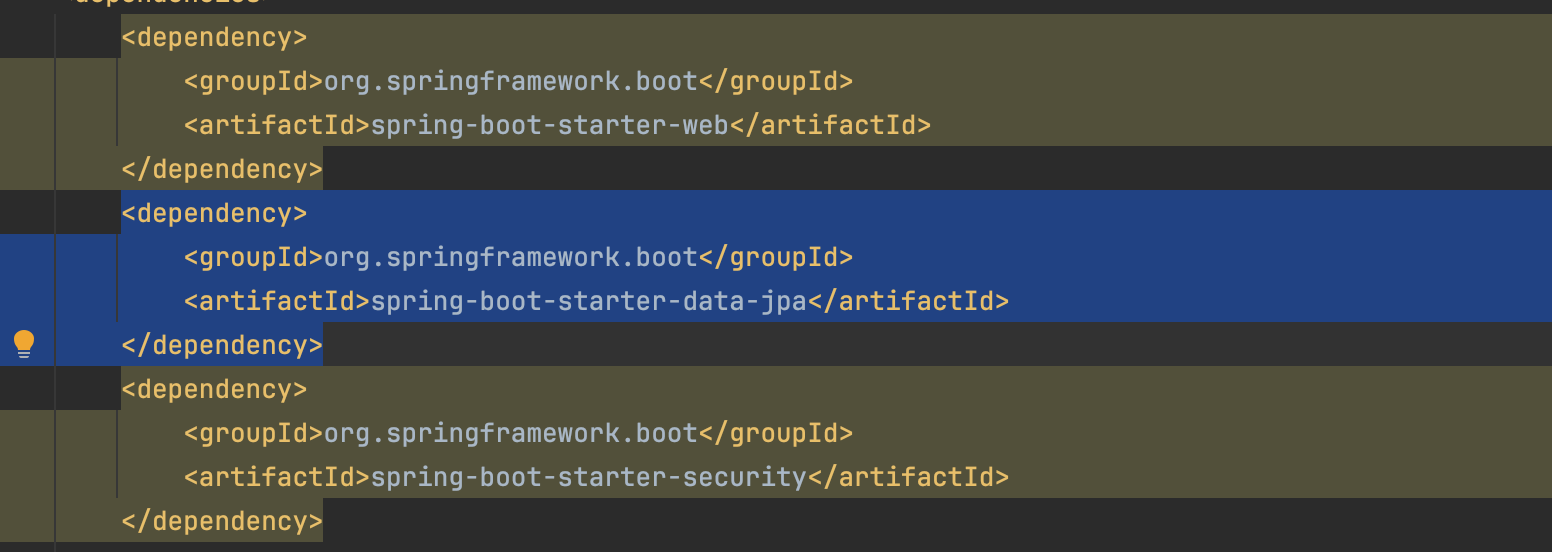 <dependency>
<groupId>org.springframework.boot</groupId>
<artifactId>spring-boot-starter-web</artifactId>
</dependency>
<dependency>
<groupId>org.springframework.boot</groupId>
<artifactId>spring-boot-starter-data-jpa</artifactId>
</dependency>
<dependency>
<groupId>org.springframework.boot</groupId>
<artifactId>spring-boot-starter-security</artifactId>
</dependency>